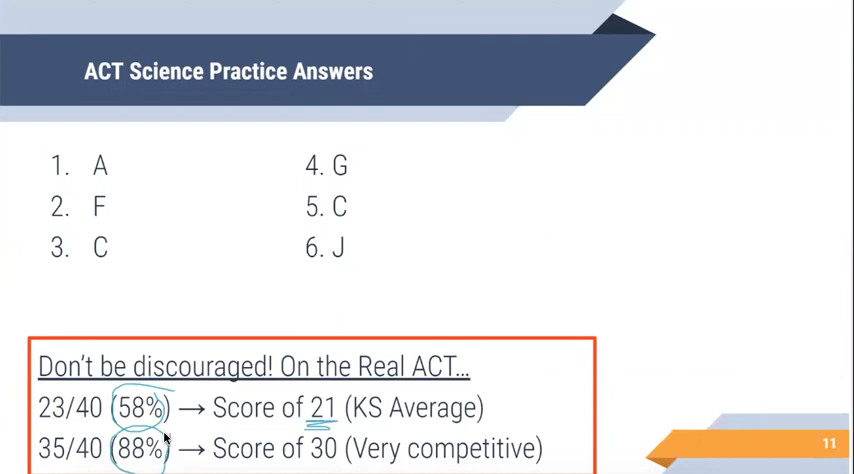 ACT Science Practice Answers
1. A
2. F
3. C
4. G
5. C
6. J
Don't be discouraged! On the Real ACT...
23/40 (58%) → Score of 21 (KS Average)
35/40 (88%) → Score of 30 (Very competitive)
11